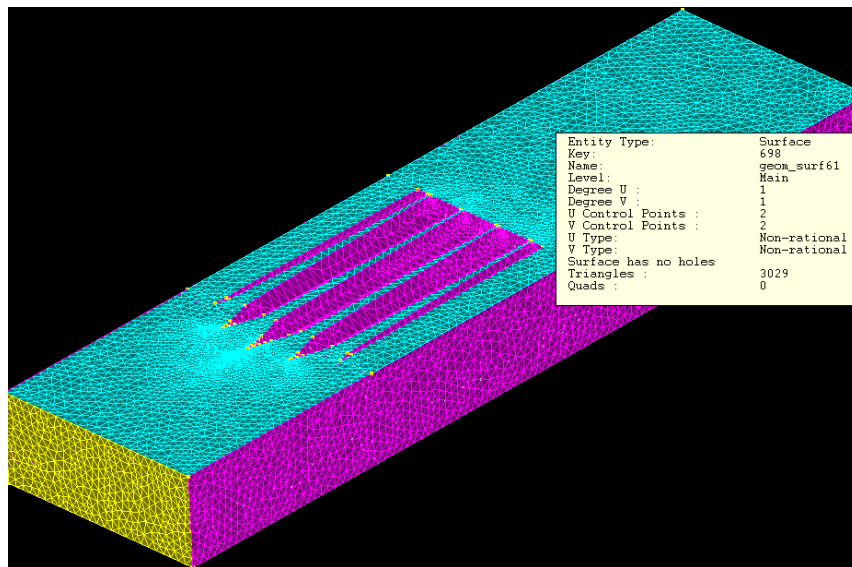 Entity Type: Surface
Key: 698
Name: geom_surf61
Level: Main
Degree U : 1
Degree V : 1
U Control Points : 2
V Control Points : 2
U Type: Non-rational
V Type: Non-rational
Surface has no holes
Triangles : 3029
Quads : 0